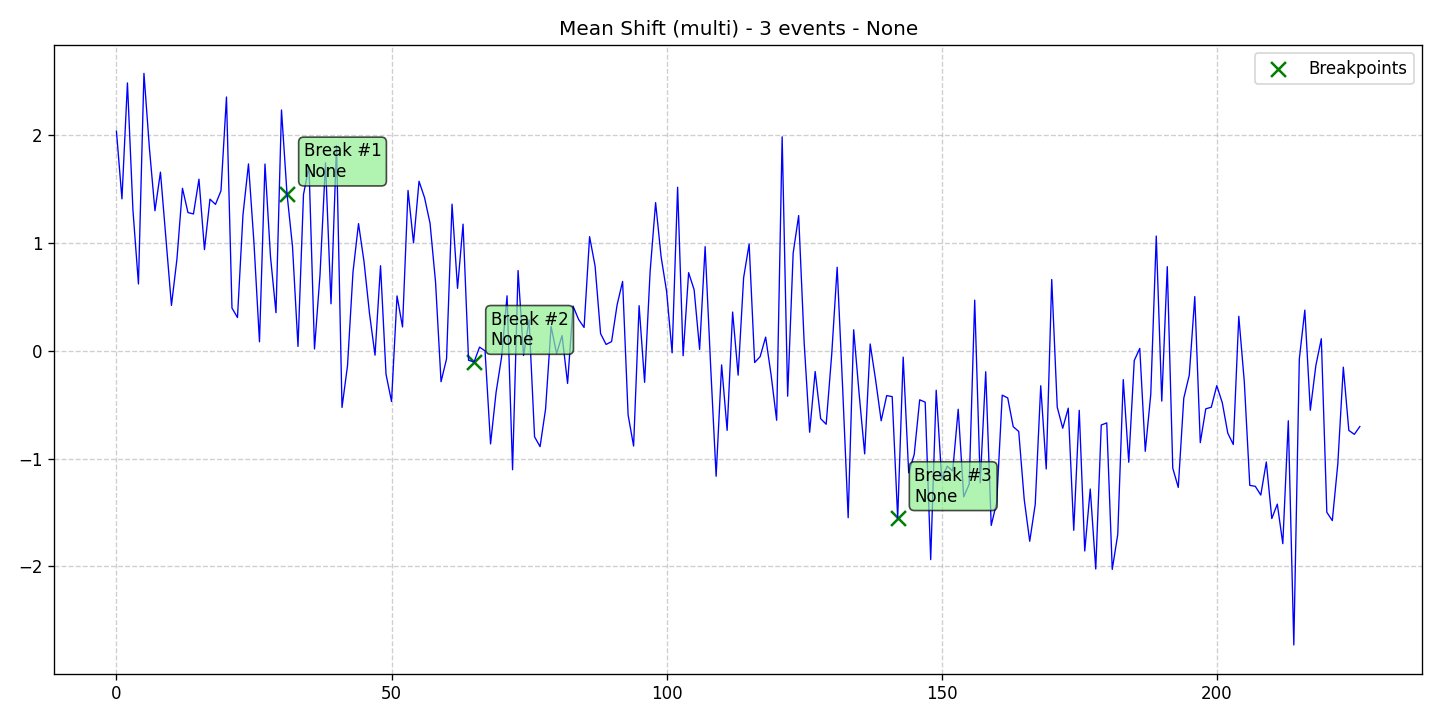 Mean Shift (multi) - 3 events - None
Breakpoints
Break #1
None
Break #2
None
Break #3
None
2
1
0
−1
−2
0
50
100
150
200